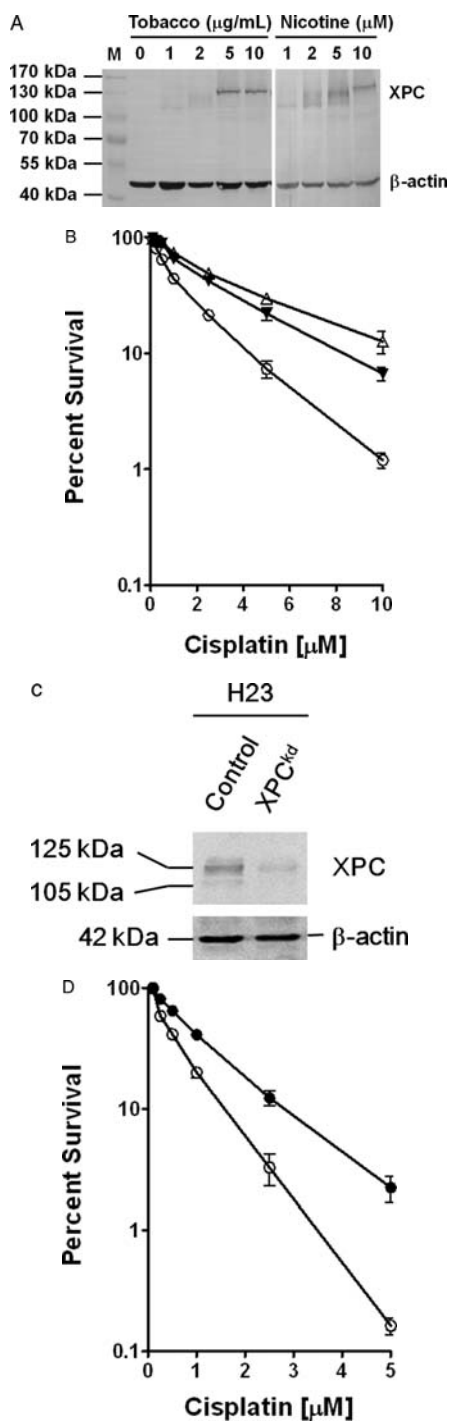 A
Tobacco (μg/mL) Nicotine (μM)
M 0 1 2 5 10 1 2 5 10
170 kDa
130 kDa XPC
100 kDa
70 kDa
55 kDa
40 kDa β-actin
B
100
10
1
0.1
Percent Survival
0 2 4 6 8 10
Cisplatin [μM]
C
H23
Control XPCkd
125 kDa XPC
105 kDa
42 kDa β-actin
D
100
10
1
0.1
Percent Survival
0 1 2 3 4 5
Cisplatin [μM]